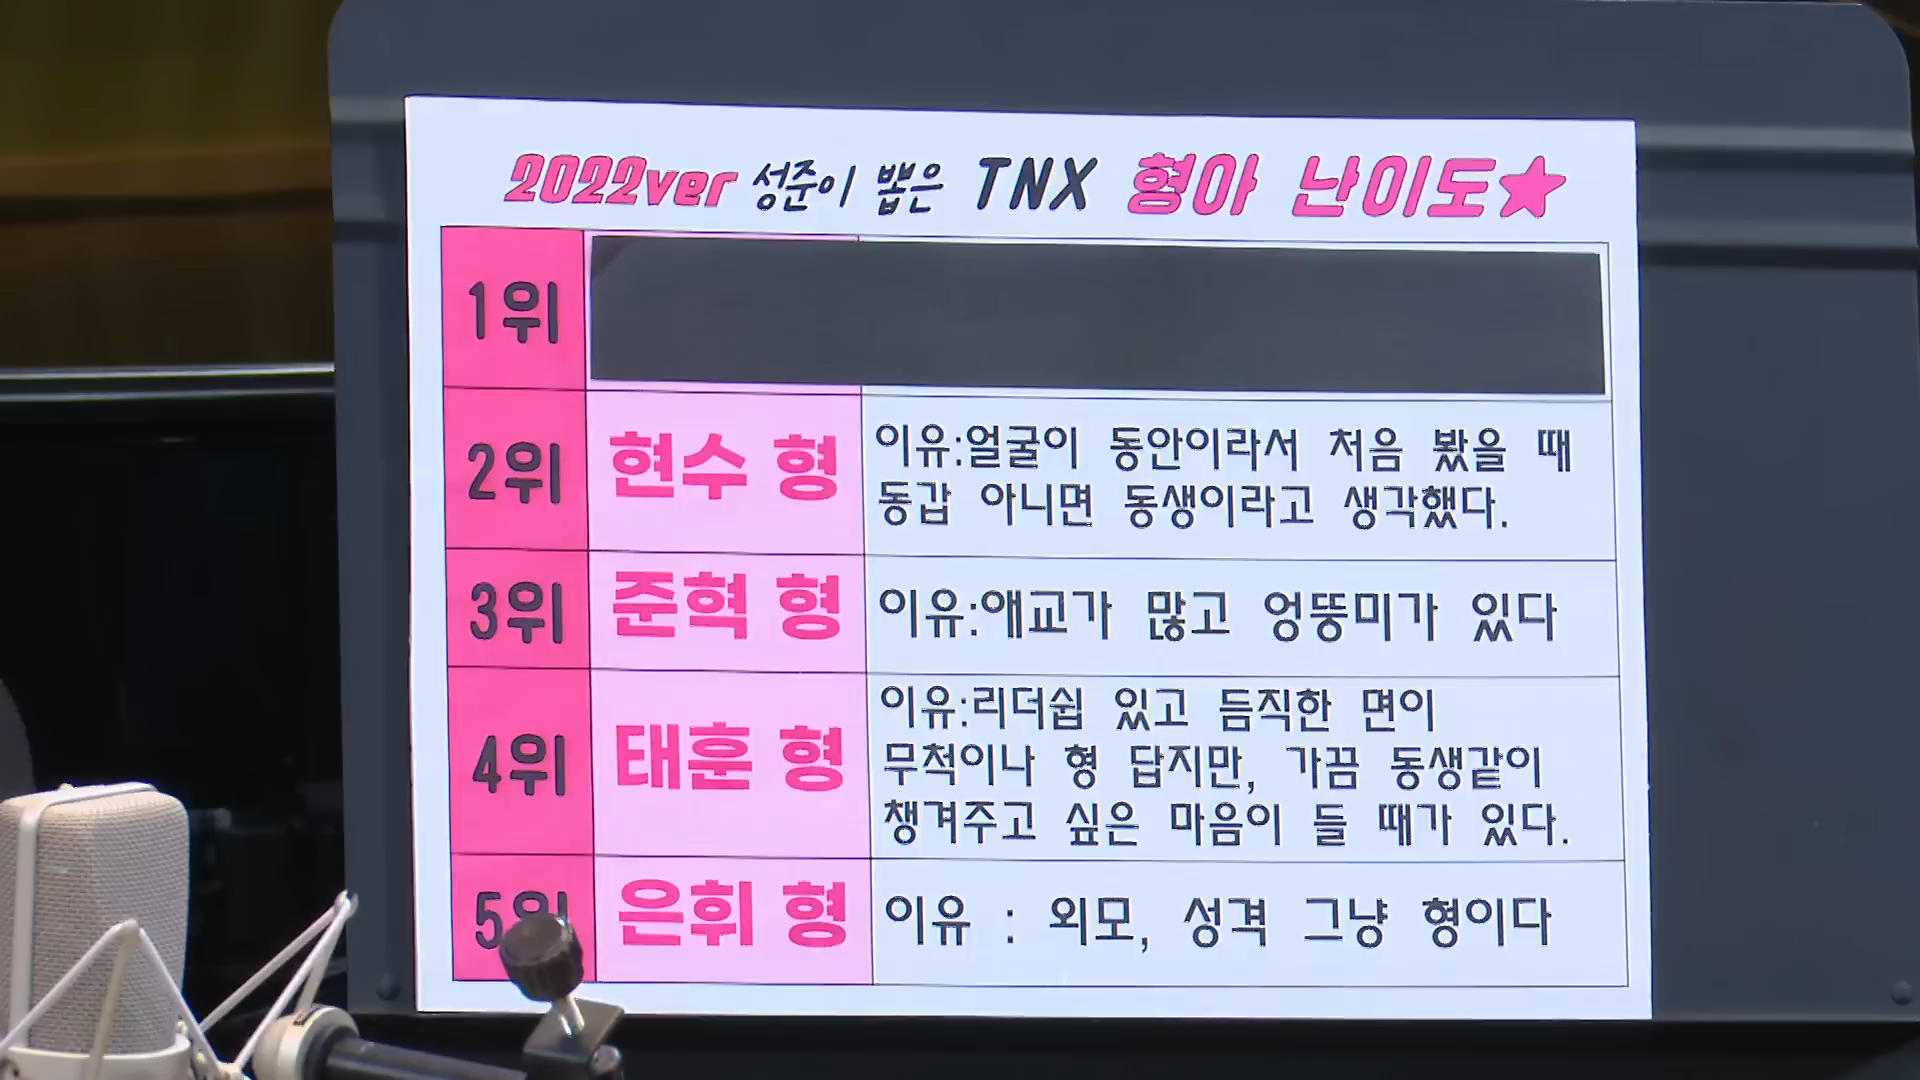 2022ver 성준이 뽑은 TNX 형아 난이도★
1위
2위
현수 형
이유:얼굴이 동안이라서 처음 봤을 때
동갑 아니면 동생이라고 생각했다.
3위
준혁 형
이유:애교가 많고 엉뚱미가 있다
4위
태훈 형
이유:리더쉽 있고 듬직한 면이
무척이나 형 답지만, 가끔 동생같이
챙겨주고 싶은 마음이 들 때가 있다.
5위
은휘 형
이유 : 외모, 성격 그냥 형이다